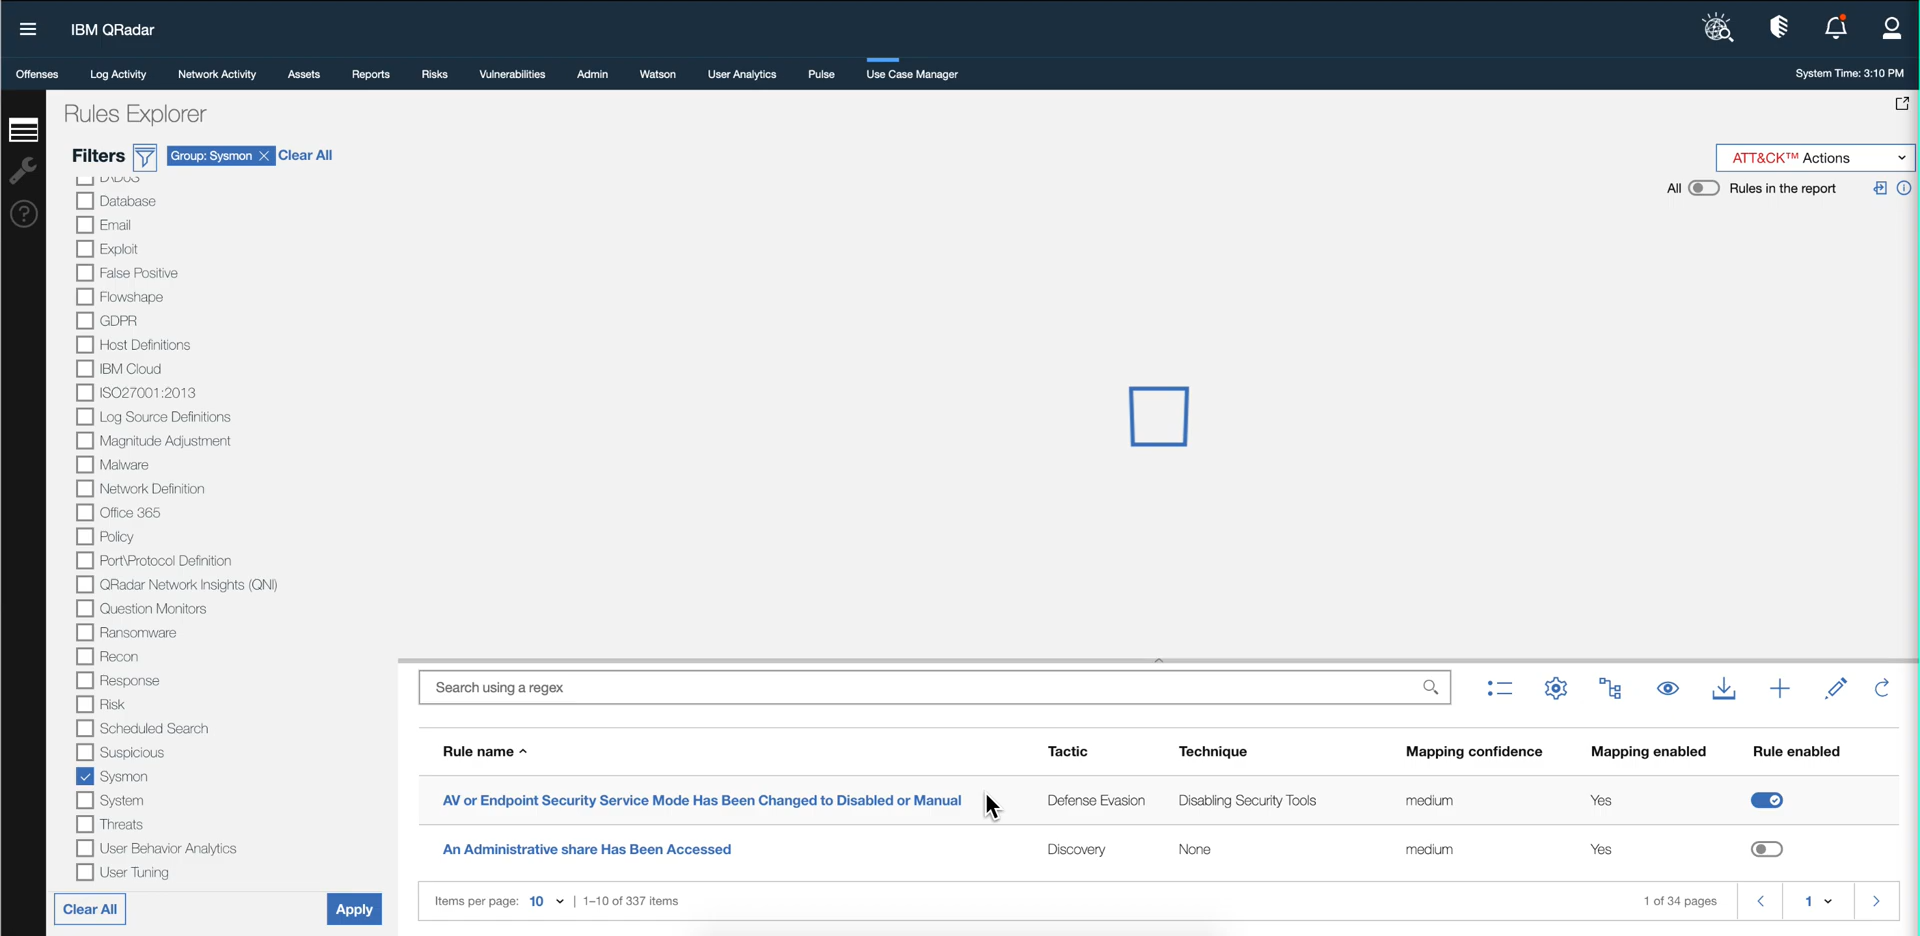 IBM QRadar
Offenses Log Activity Network Activity Assets Reports Risks Vulnerabilities Admin Watson User Analytics Pulse Use Case Manager System Time: 3:10 PM
Rules Explorer
Filters Group: Sysmon Clear All
ATT&CK™ Actions
All Rules in the report
Database
Email
Exploit
False Positive
Flowshape
GDPR
Host Definitions
IBM Cloud
ISO27001:2013
Log Source Definitions
Magnitude Adjustment
Malware
Network Definition
Office 365
Policy
Port\Protocol Definition
QRadar Network Insights (QNI)
Question Monitors
Ransomware
Recon
Response
Risk
Scheduled Search
Suspicious
Sysmon
System
Threats
User Behavior Analytics
User Tuning
Clear All Apply
Search using a regex
Rule name Tactic Technique Mapping confidence Mapping enabled Rule enabled
AV or Endpoint Security Service Mode Has Been Changed to Disabled or Manual Defense Evasion Disabling Security Tools medium Yes
An Administrative share Has Been Accessed Discovery None medium Yes
Items per page: 10 | 1–10 of 337 items 1 of 34 pages 1